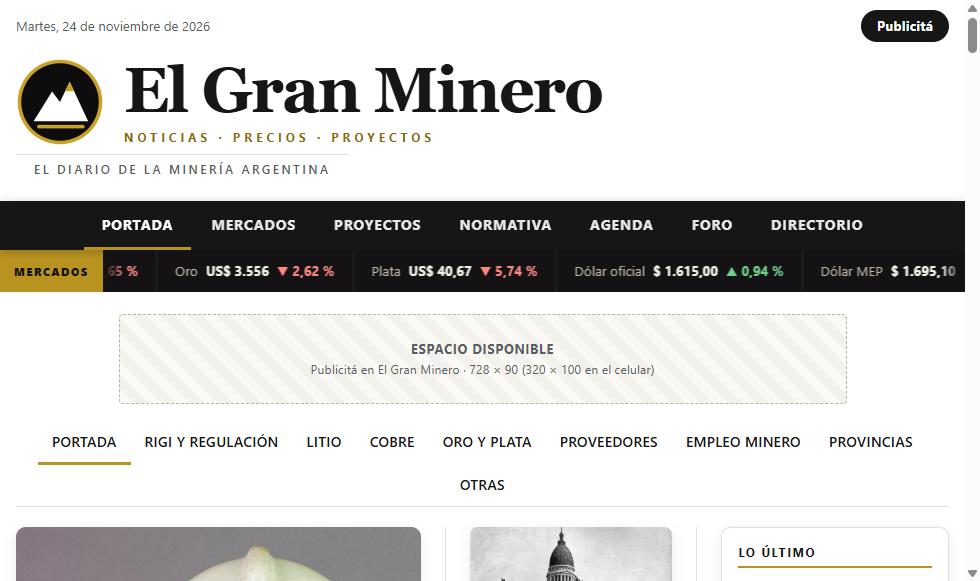 Martes, 24 de noviembre de 2026
Publicitá
El Gran Minero
NOTICIAS · PRECIOS · PROYECTOS
EL DIARIO DE LA MINERÍA ARGENTINA
PORTADA MERCADOS PROYECTOS NORMATIVA AGENDA FORO DIRECTORIO
MERCADOS 65 % Oro US$ 3.556 ▼ 2,62 % Plata US$ 40,67 ▼ 5,74 % Dólar oficial $ 1.615,00 ▲ 0,94 % Dólar MEP $ 1.695,10
ESPACIO DISPONIBLE
Publicitá en El Gran Minero · 728 × 90 (320 × 100 en el celular)
PORTADA RIGI Y REGULACIÓN LITIO COBRE ORO Y PLATA PROVEEDORES EMPLEO MINERO PROVINCIAS
OTRAS
LO ÚLTIMO